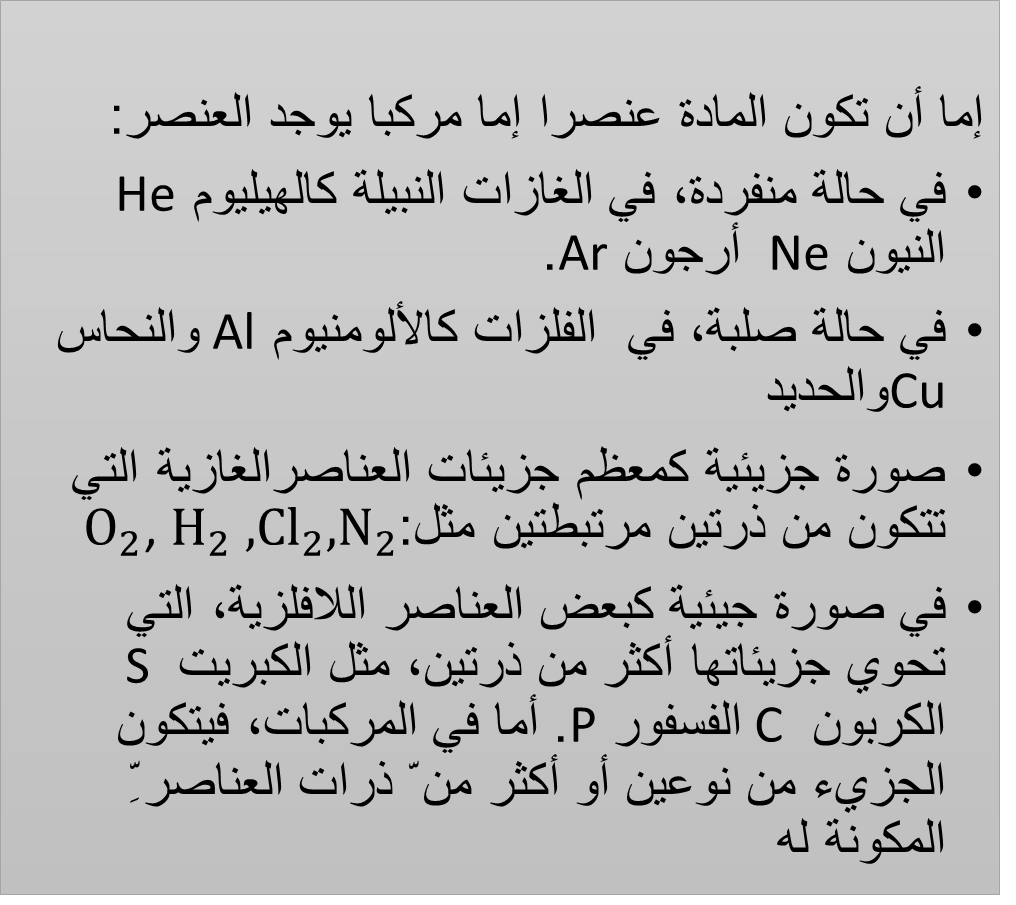 إما أن تكون المادة عنصرا إما مركبا يوجد العنصر:
• في حالة منفردة، في الغازات النبيلة كالهيليوم He
النيون Ne أرجون Ar.
• في حالة صلبة، في الفلزات كالألومنيوم Al والنحاس
Cuوالحديد
• صورة جزيئية كمعظم جزيئات العناصرالغازية التي
تتكون من ذرتين مرتبطتين مثل:O₂, H₂ ,Cl₂,N₂
• في صورة جيئية كبعض العناصر اللافلزية، التي
تحوي جزيئاتها أكثر من ذرتين، مثل الكبريت S
الكربون C الفسفور P. أما في المركبات، فيتكون
الجزيء من نوعين أو أكثر من ّ ذرات العناصر ِّ
المكونة له